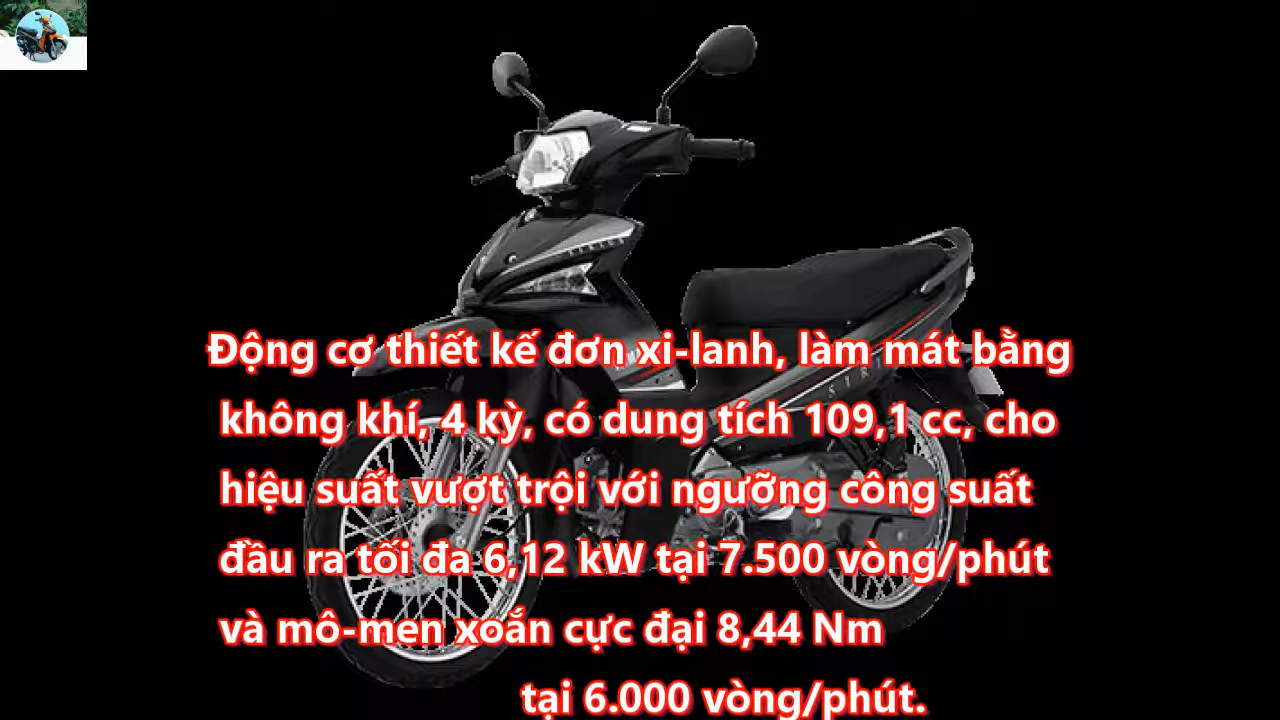 SIRIUS
Động cơ thiết kế đơn xi-lanh, làm mát bằng
không khí, 4 kỳ, có dung tích 109,1 cc, cho
hiệu suất vượt trội với ngưỡng công suất
đầu ra tối đa 6,12 kW tại 7.500 vòng/phút
và mô-men xoắn cực đại 8,44 Nm
tại 6.000 vòng/phút.